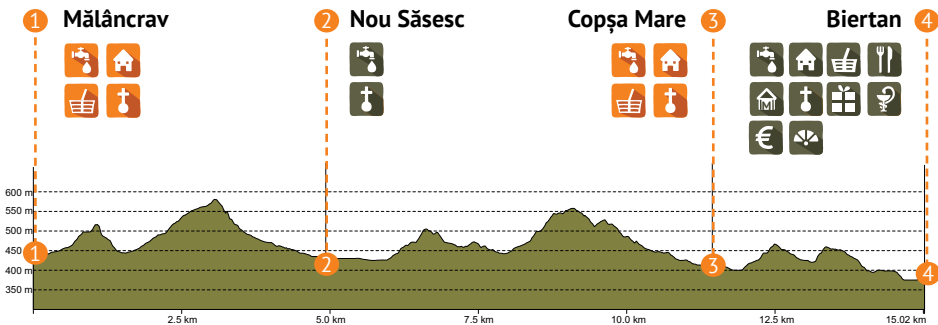 1 Mălâncrav 2 Nou Săsesc Copșa Mare 3 Biertan 4
€
600 m
550 m
500 m
450 m
400 m
350 m
1 2 3 4
2.5 km 5.0 km 7.5 km 10.0 km 12.5 km 15.02 km